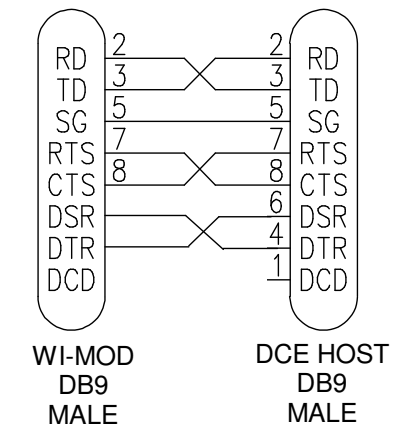 RD 2 2 RD
TD 3 3 TD
SG 5 5 SG
RTS 7 7 RTS
CTS 8 8 CTS
DSR 6 DSR
DTR 4 DTR
DCD 1 DCD
WI-MOD DCE HOST
DB9 DB9
MALE MALE